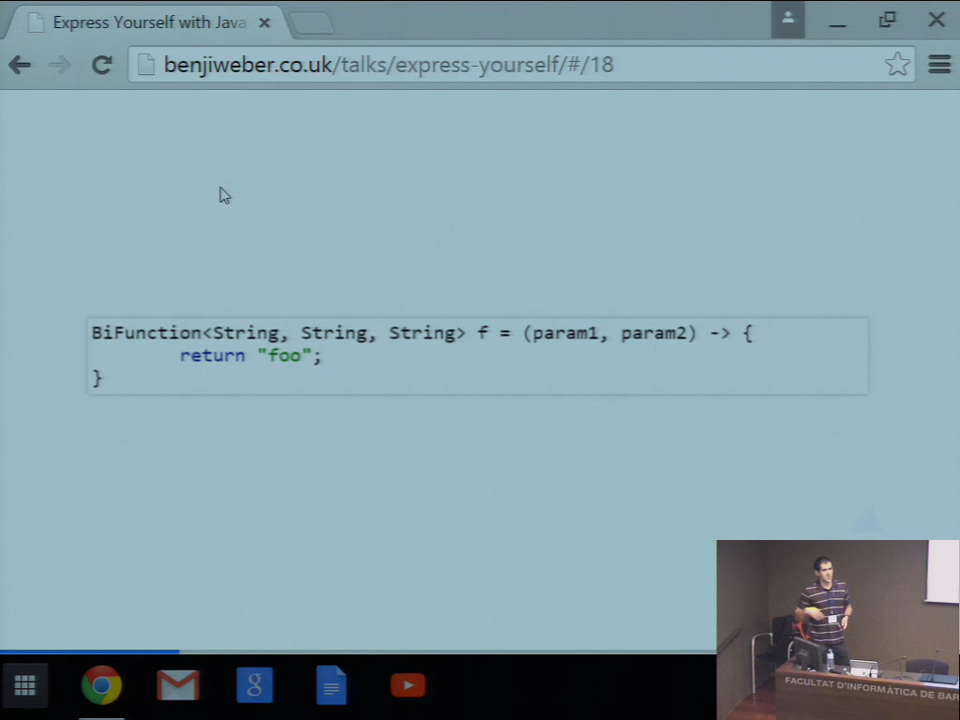 Express Yourself with Java
benjiweber.co.uk/talks/express-yourself/#/18
BiFunction<String, String, String> f = (param1, param2) -> {
return "foo";
}
FACULTAT D'INFORMÀTICA DE BAR